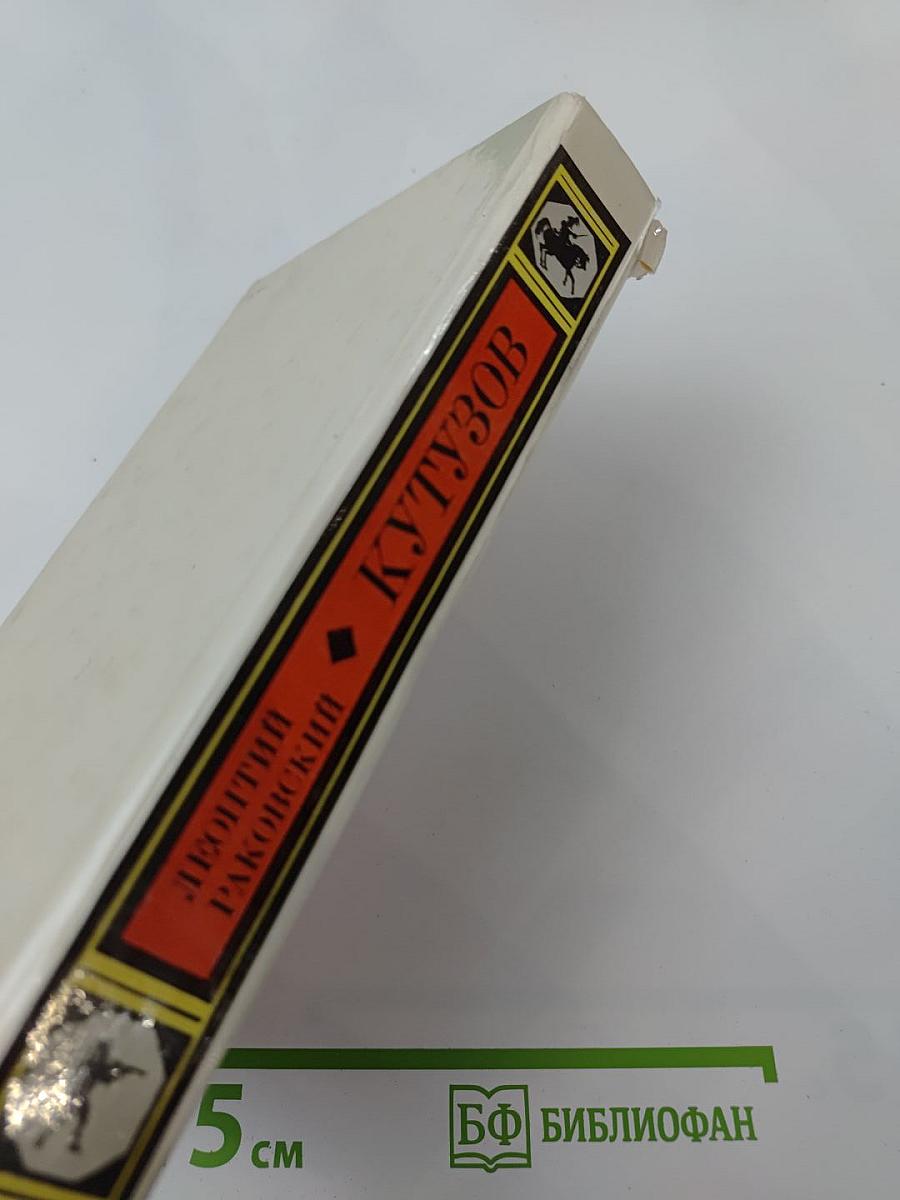 ЛЕОНТИЙ
РАКОВСКИЙ
КУТУЗОВ
5 см
БФ БИБЛИОФАН